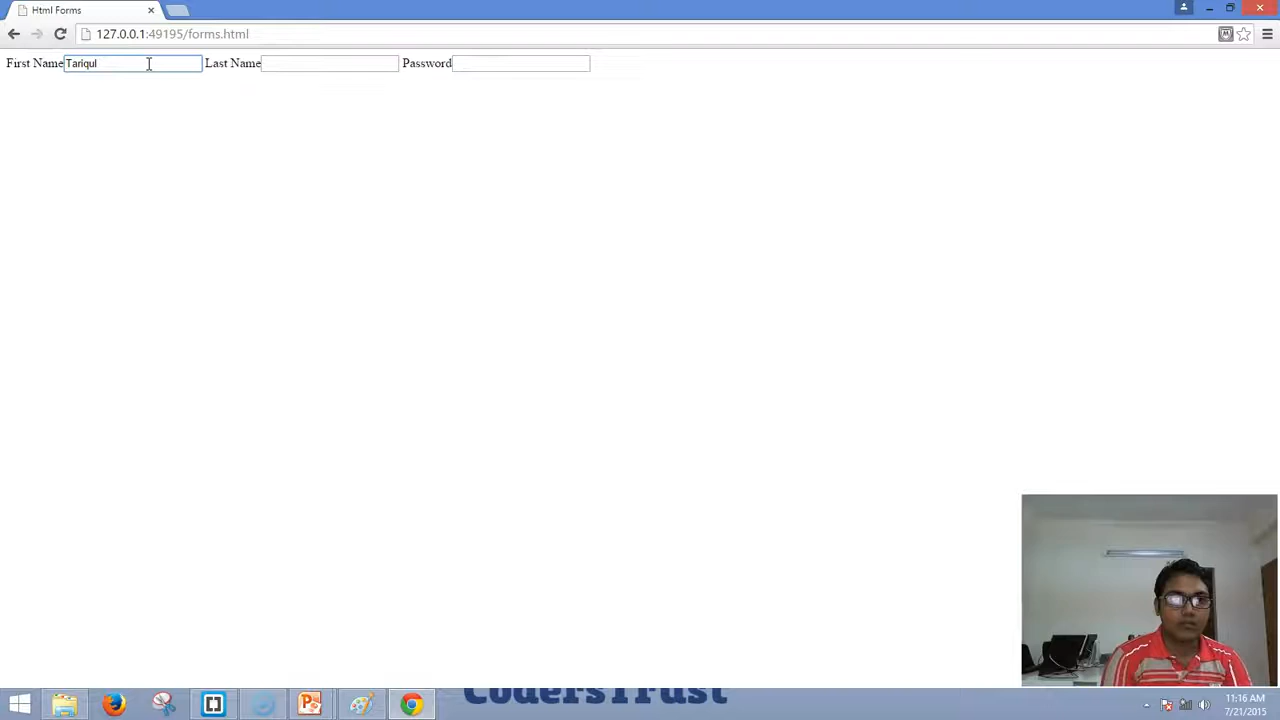 Html Forms
127.0.0.1:49195/forms.html
First Name Tariqul Last Name Password
CodersTrust
11:16 AM
7/21/2015